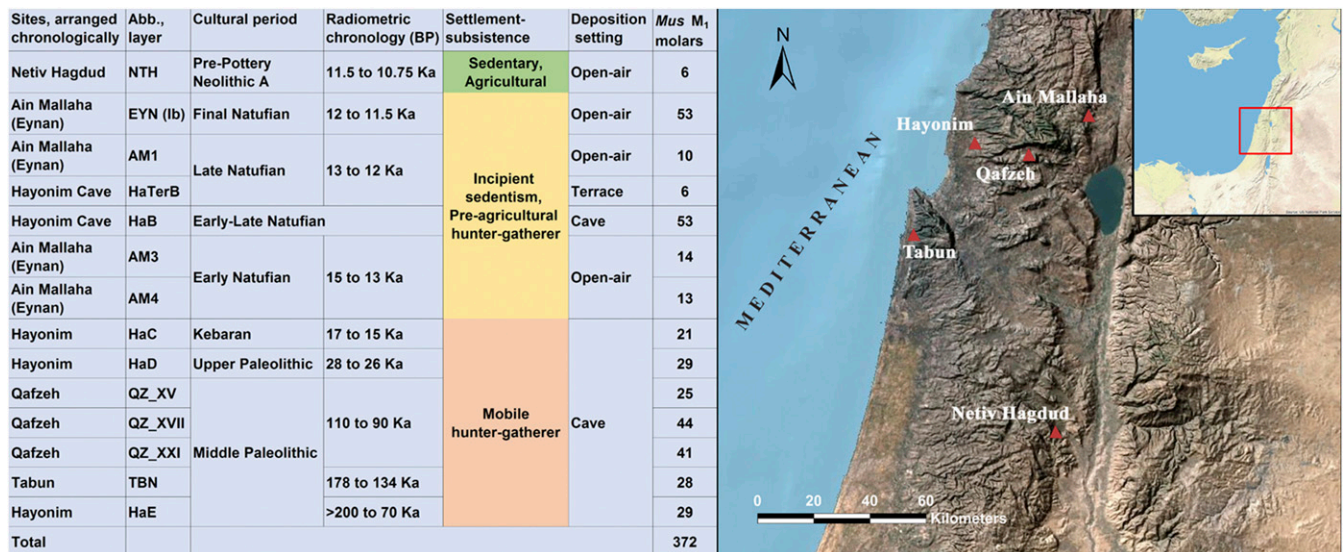 Sites, arranged chronologically | Abb., layer | Cultural period | Radiometric chronology (BP) | Settlement-subsistence | Deposition setting | Mus M1 molars
Netiv Hagdud | NTH | Pre-Pottery Neolithic A | 11.5 to 10.75 Ka | Sedentary, Agricultural | Open-air | 6
Ain Mallaha (Eynan) | EYN (Ib) | Final Natufian | 12 to 11.5 Ka | Incipient sedentism, Pre-agricultural hunter-gatherer | Open-air | 53
Ain Mallaha (Eynan) | AM1 | Late Natufian | 13 to 12 Ka | Open-air | 10
Hayonim Cave | HaTerB | Terrace | 6
Hayonim Cave | HaB | Early-Late Natufian | Cave | 53
Ain Mallaha (Eynan) | AM3 | Early Natufian | 15 to 13 Ka | Open-air | 14
Ain Mallaha (Eynan) | AM4 | 13
Hayonim | HaC | Kebaran | 17 to 15 Ka | Mobile hunter-gatherer | Cave | 21
Hayonim | HaD | Upper Paleolithic | 28 to 26 Ka | 29
Qafzeh | QZ_XV | Middle Paleolithic | 110 to 90 Ka | 25
Qafzeh | QZ_XVII | 44
Qafzeh | QZ_XXI | 41
Tabun | TBN | 178 to 134 Ka | 28
Hayonim | HaE | >200 to 70 Ka | 29
Total | 372
N
Ain Mallaha
Hayonim
Qafzeh
Tabun
MEDITERRANEAN
Netiv Hagdud
0 20 40 60
Kilometers